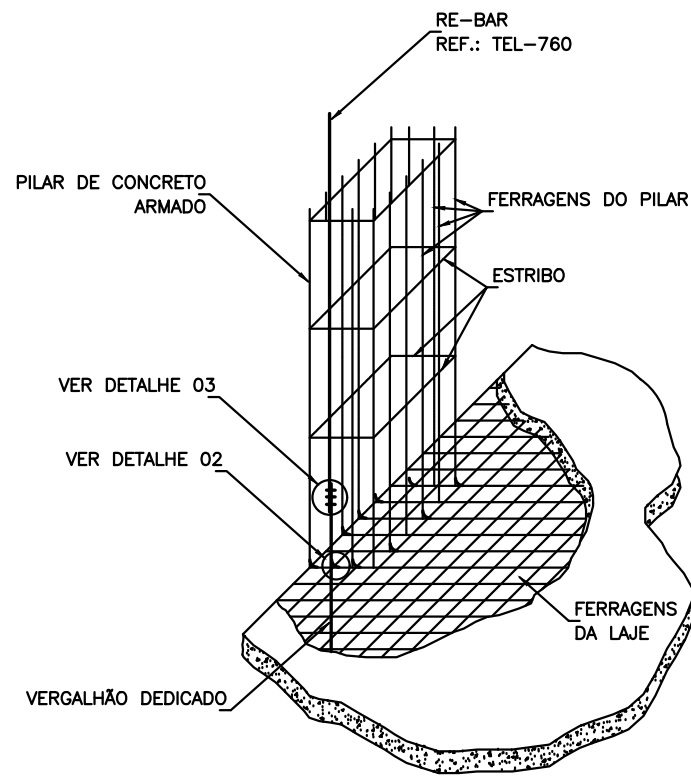 RE-BAR
REF.: TEL-760
PILAR DE CONCRETO
ARMADO
FERRAGENS DO PILAR
ESTRIBO
VER DETALHE 03
VER DETALHE 02
FERRAGENS
DA LAJE
VERGALHÃO DEDICADO